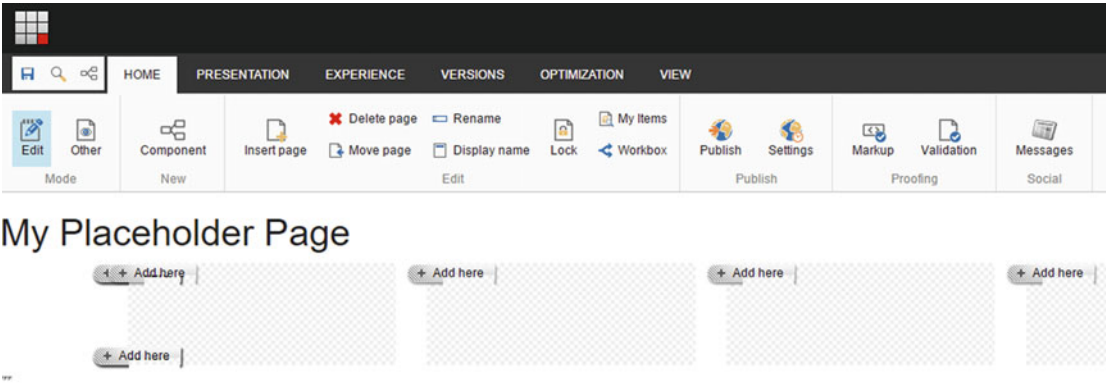 HOME PRESENTATION EXPERIENCE VERSIONS OPTIMIZATION VIEW
Delete page Rename My Items
Edit Other Component Insert page Move page Display name Lock Workbox Publish Settings Markup Validation Messages
Mode New Edit Publish Proofing Social
My Placeholder Page
+ Add here + Add here + Add here + Add here
+ Add here